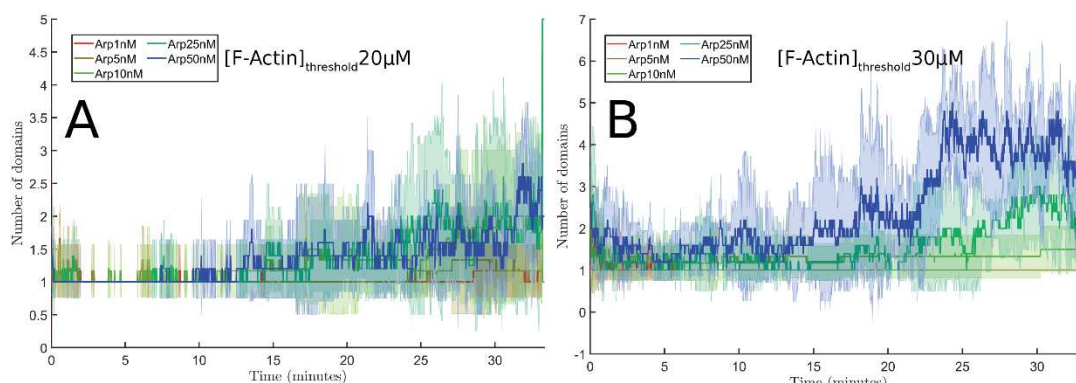 5
4.5
4
3.5
3
2.5
2
1.5
1
0.5
0
Number of domains
Arp1nM Arp25nM
Arp5nM Arp50nM
Arp10nM
[F-Actin]threshold20μM
A
0 5 10 15 20 25 30
Time (minutes)
7
6
5
4
3
2
1
0
-1
Number of domains
Arp1nM Arp25nM
Arp5nM Arp50nM
Arp10nM
[F-Actin]threshold30μM
B
0 5 10 15 20 25 30
Time (minutes)